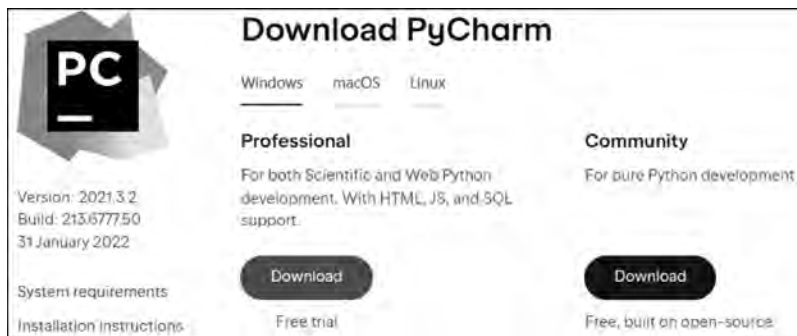 PC
Version: 2021.3.2
Build: 213.6777.50
31 January 2022
System requirements
Installation instructions
Download PyCharm
Windows macOS Linux
Professional
For both Scientific and Web Python
development. With HTML, JS, and SQL
support.
Download
Free trial
Community
For pure Python development
Download
Free, built on open-source